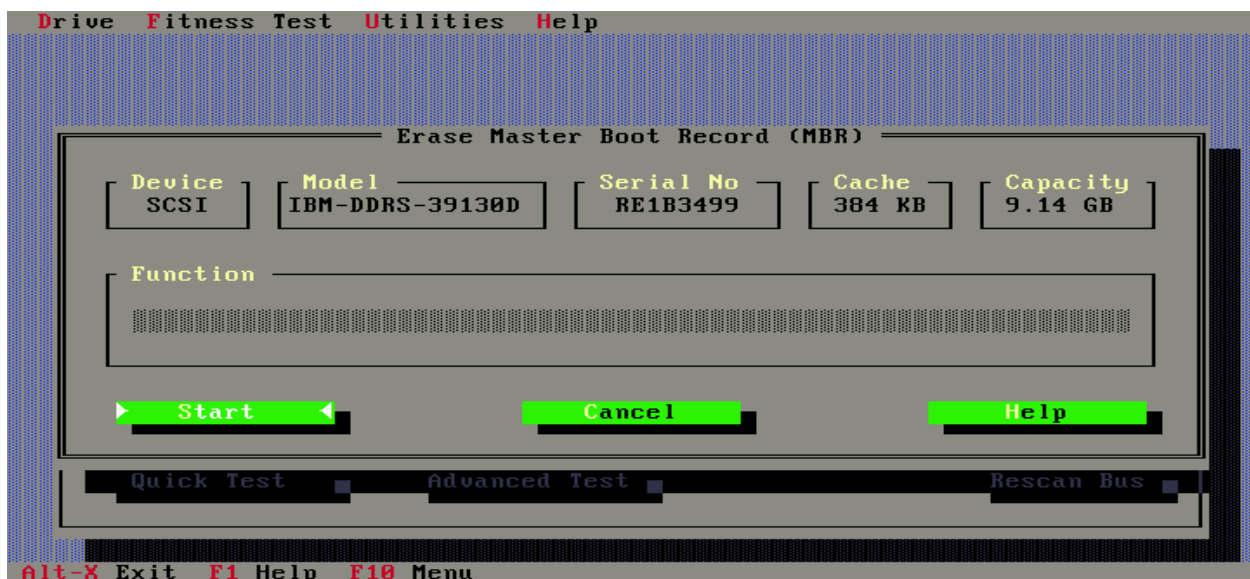 Drive Fitness Test Utilities Help
Erase Master Boot Record (MBR)
Device Model Serial No Cache Capacity
SCSI IBM-DDRS-39130D RE1B3499 384 KB 9.14 GB
Function
Start Cancel Help
Quick Test Advanced Test Rescan Bus
Alt-X Exit F1 Help F10 Menu